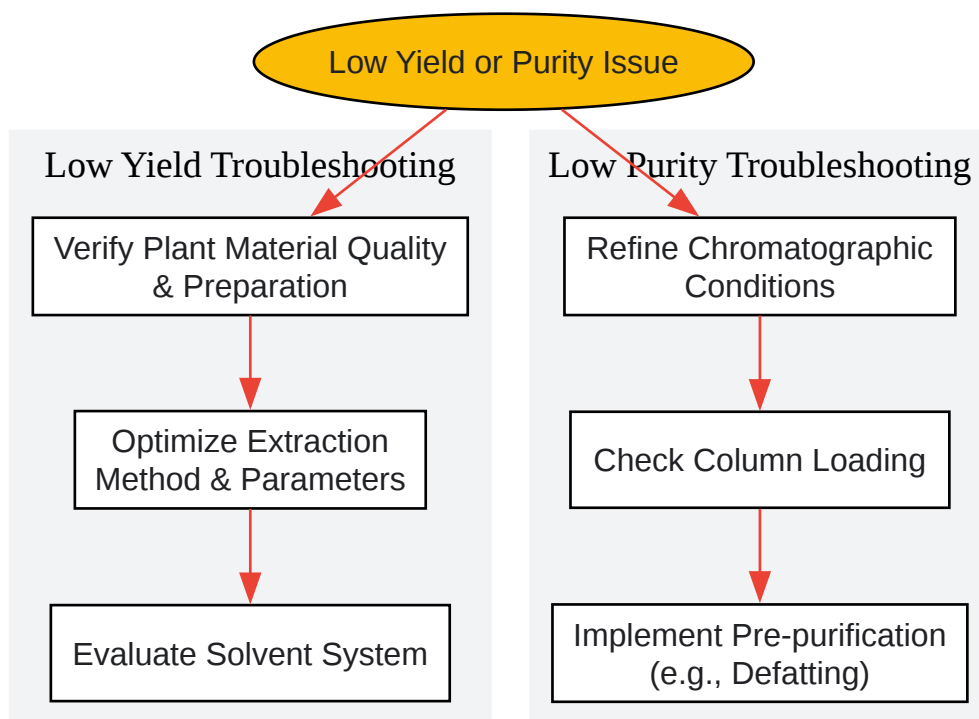 Low Yield or Purity Issue
Low Yield Troubleshooting
Verify Plant Material Quality
& Preparation
Optimize Extraction
Method & Parameters
Evaluate Solvent System
Low Purity Troubleshooting
Refine Chromatographic
Conditions
Check Column Loading
Implement Pre-purification
(e.g., Defatting)